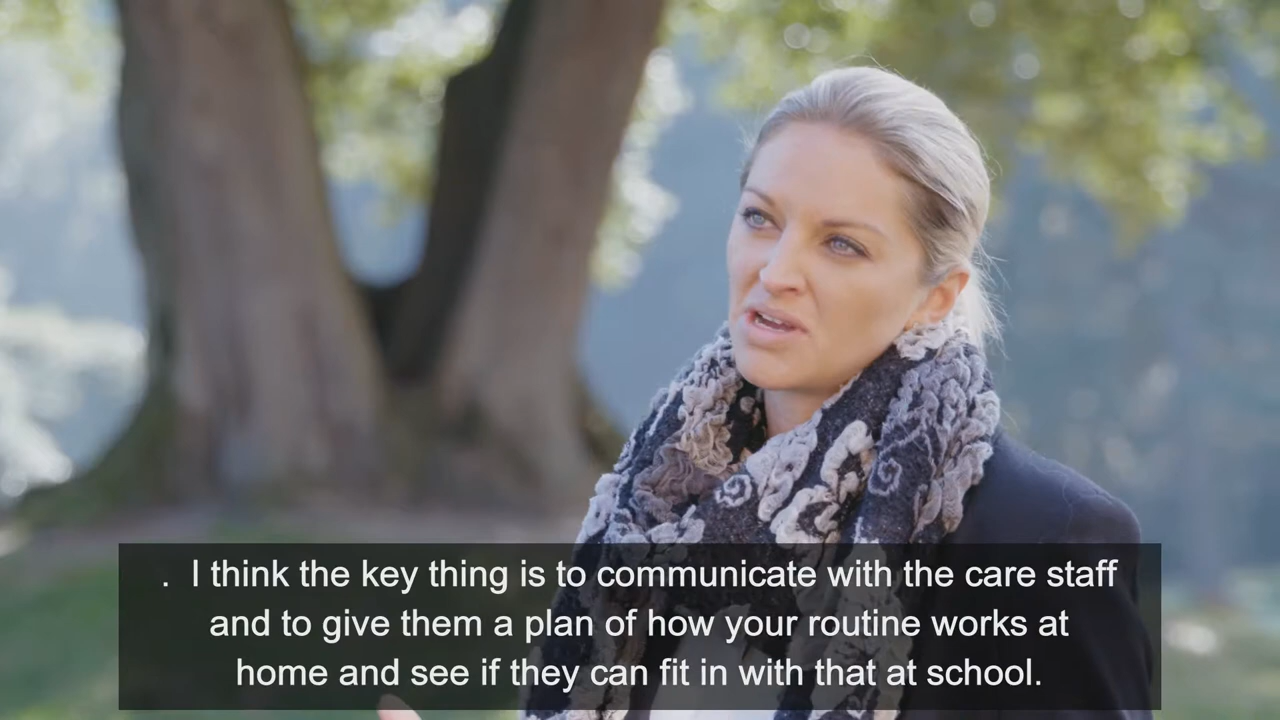 . I think the key thing is to communicate with the care staff
and to give them a plan of how your routine works at
home and see if they can fit in with that at school.